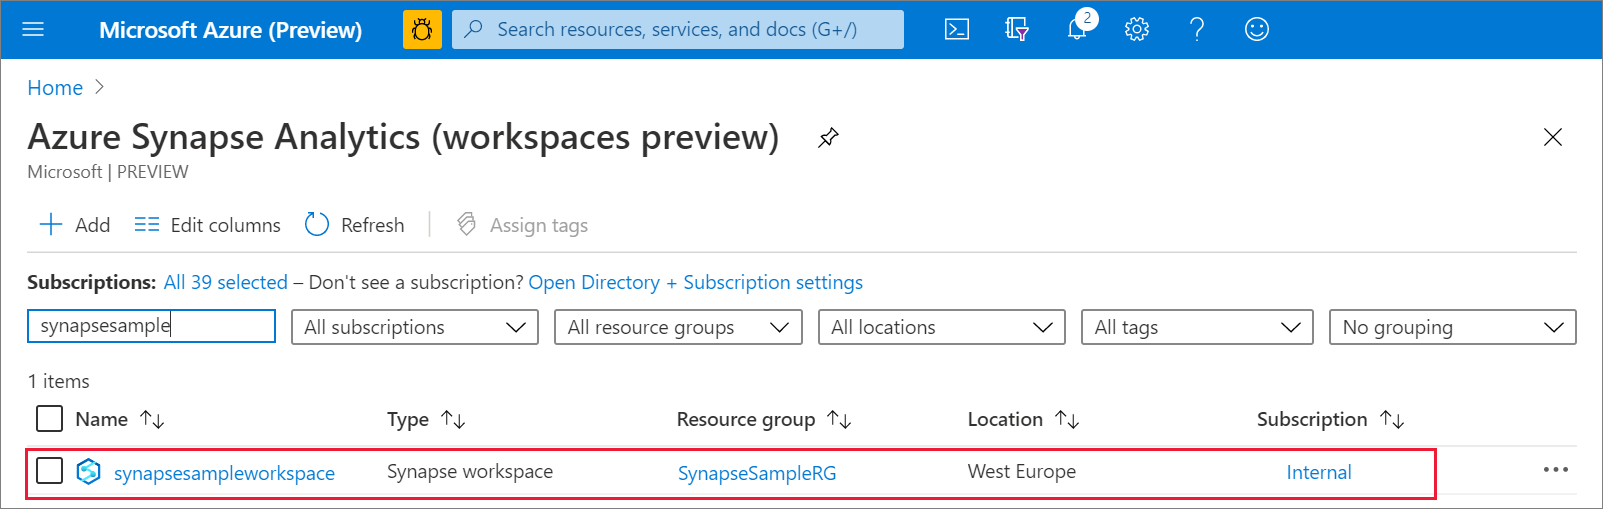 Microsoft Azure (Preview) Search resources, services, and docs (G+/) 2 ?
Home >
Azure Synapse Analytics (workspaces preview)
Microsoft | PREVIEW
+ Add Edit columns Refresh Assign tags
Subscriptions: All 39 selected – Don't see a subscription? Open Directory + Subscription settings
synapsesample All subscriptions All resource groups All locations All tags No grouping
1 items
Name ↑↓ Type ↑↓ Resource group ↑↓ Location ↑↓ Subscription ↑↓
synapsesampleworkspace Synapse workspace SynapseSampleRG West Europe Internal ...